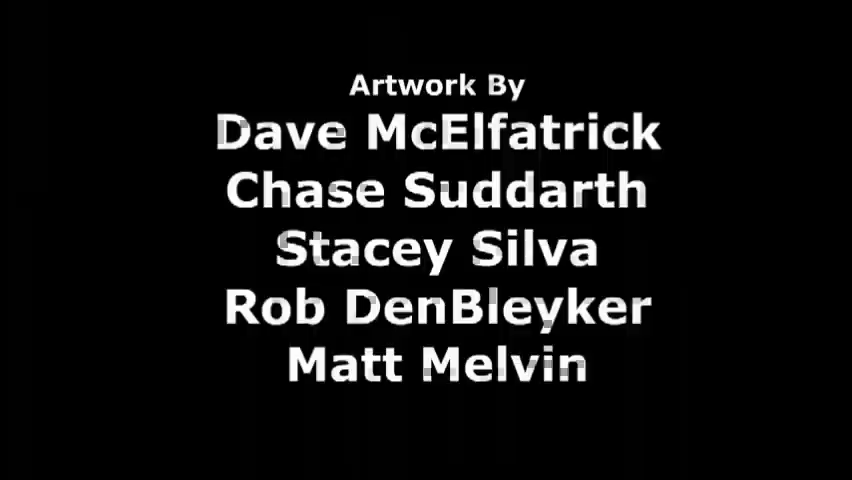 Artwork By
Dave McElfatrick
Chase Suddarth
Stacey Silva
Rob DenBleyker
Matt Melvin